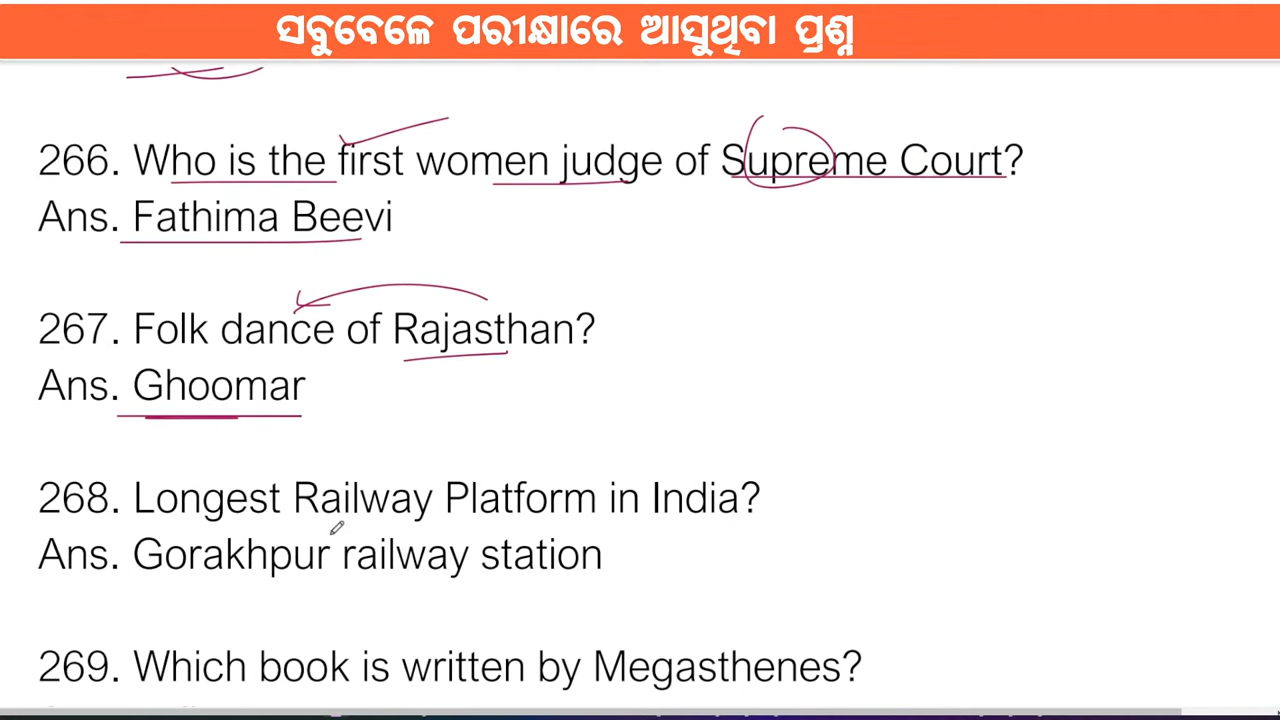 ସବୁବେଳେ ପରୀକ୍ଷାରେ ଆସୁଥିବା ପ୍ରଶ୍ନ
266. Who is the first women judge of Supreme Court?
Ans. Fathima Beevi
267. Folk dance of Rajasthan?
Ans. Ghoomar
268. Longest Railway Platform in India?
Ans. Gorakhpur railway station
269. Which book is written by Megasthenes?